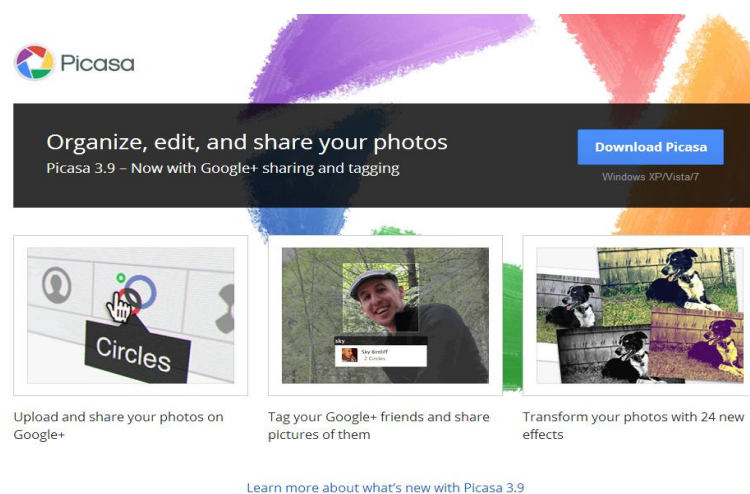 Picasa
Organize, edit, and share your photos
Picasa 3.9 – Now with Google+ sharing and tagging
Download Picasa
Windows XP/Vista/7
Circles
sky
Sky Birdliff
2 Circles
Upload and share your photos on
Google+
Tag your Google+ friends and share
pictures of them
Transform your photos with 24 new
effects
Learn more about what's new with Picasa 3.9